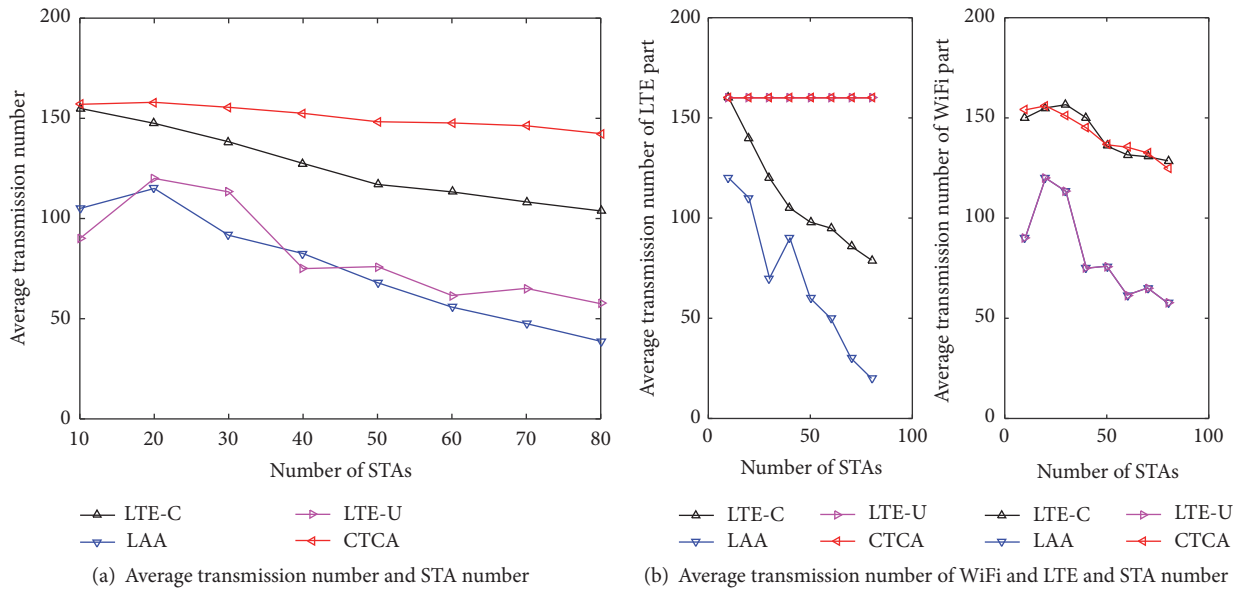 200
150
100
50
0
Average transmission number
10 20 30 40 50 60 70 80
Number of STAs
LTE-C
LTE-U
LAA
CTCA
(a) Average transmission number and STA number
200
150
100
50
0
Average transmission number of LTE part
0 50 100
Number of STAs
LTE-C
LTE-U
LAA
CTCA
200
150
100
50
0
Average transmission number of WiFi part
0 50 100
Number of STAs
LTE-C
LTE-U
LAA
CTCA
(b) Average transmission number of WiFi and LTE and STA number